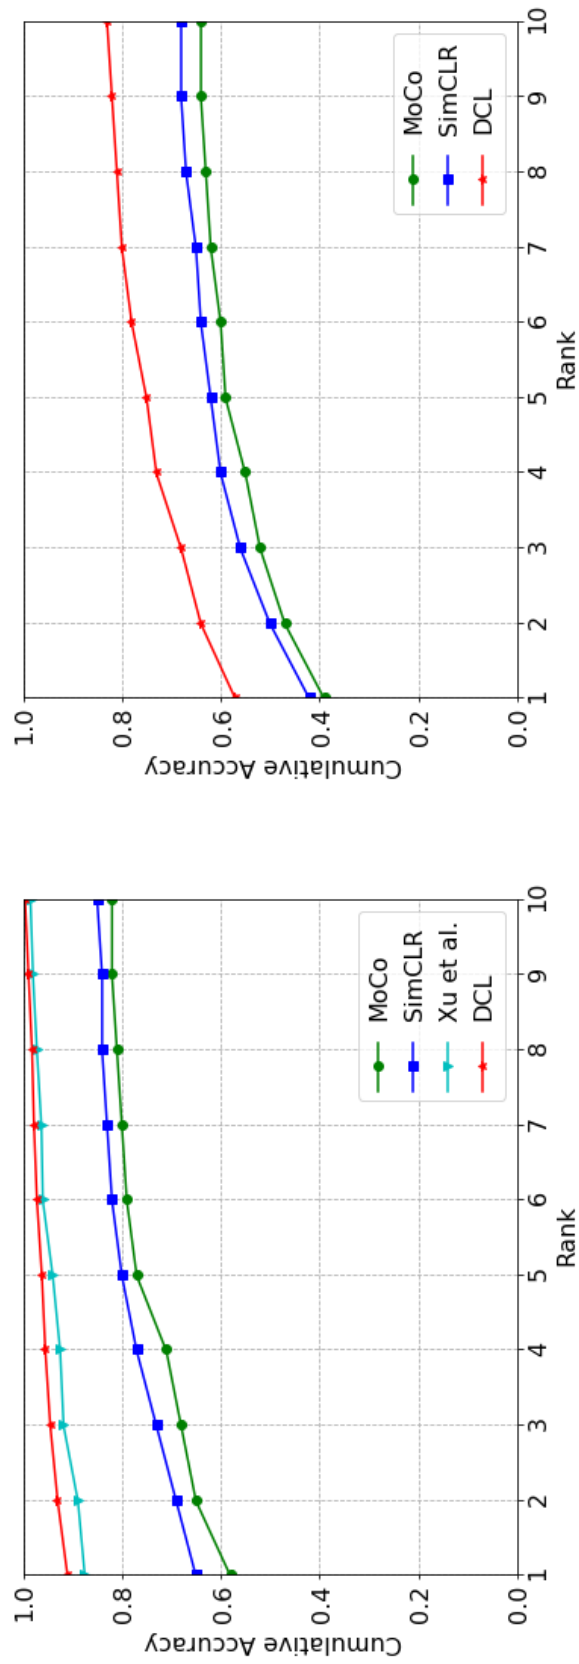 1.0
0.8
0.6
0.4
0.2
0.0
Cumulative Accuracy
1 2 3 4 5 6 7 8 9 10
Rank
MoCo
SimCLR
Xu et al.
DCL
1.0
0.8
0.6
0.4
0.2
0.0
Cumulative Accuracy
1 2 3 4 5 6 7 8 9 10
Rank
MoCo
SimCLR
DCL